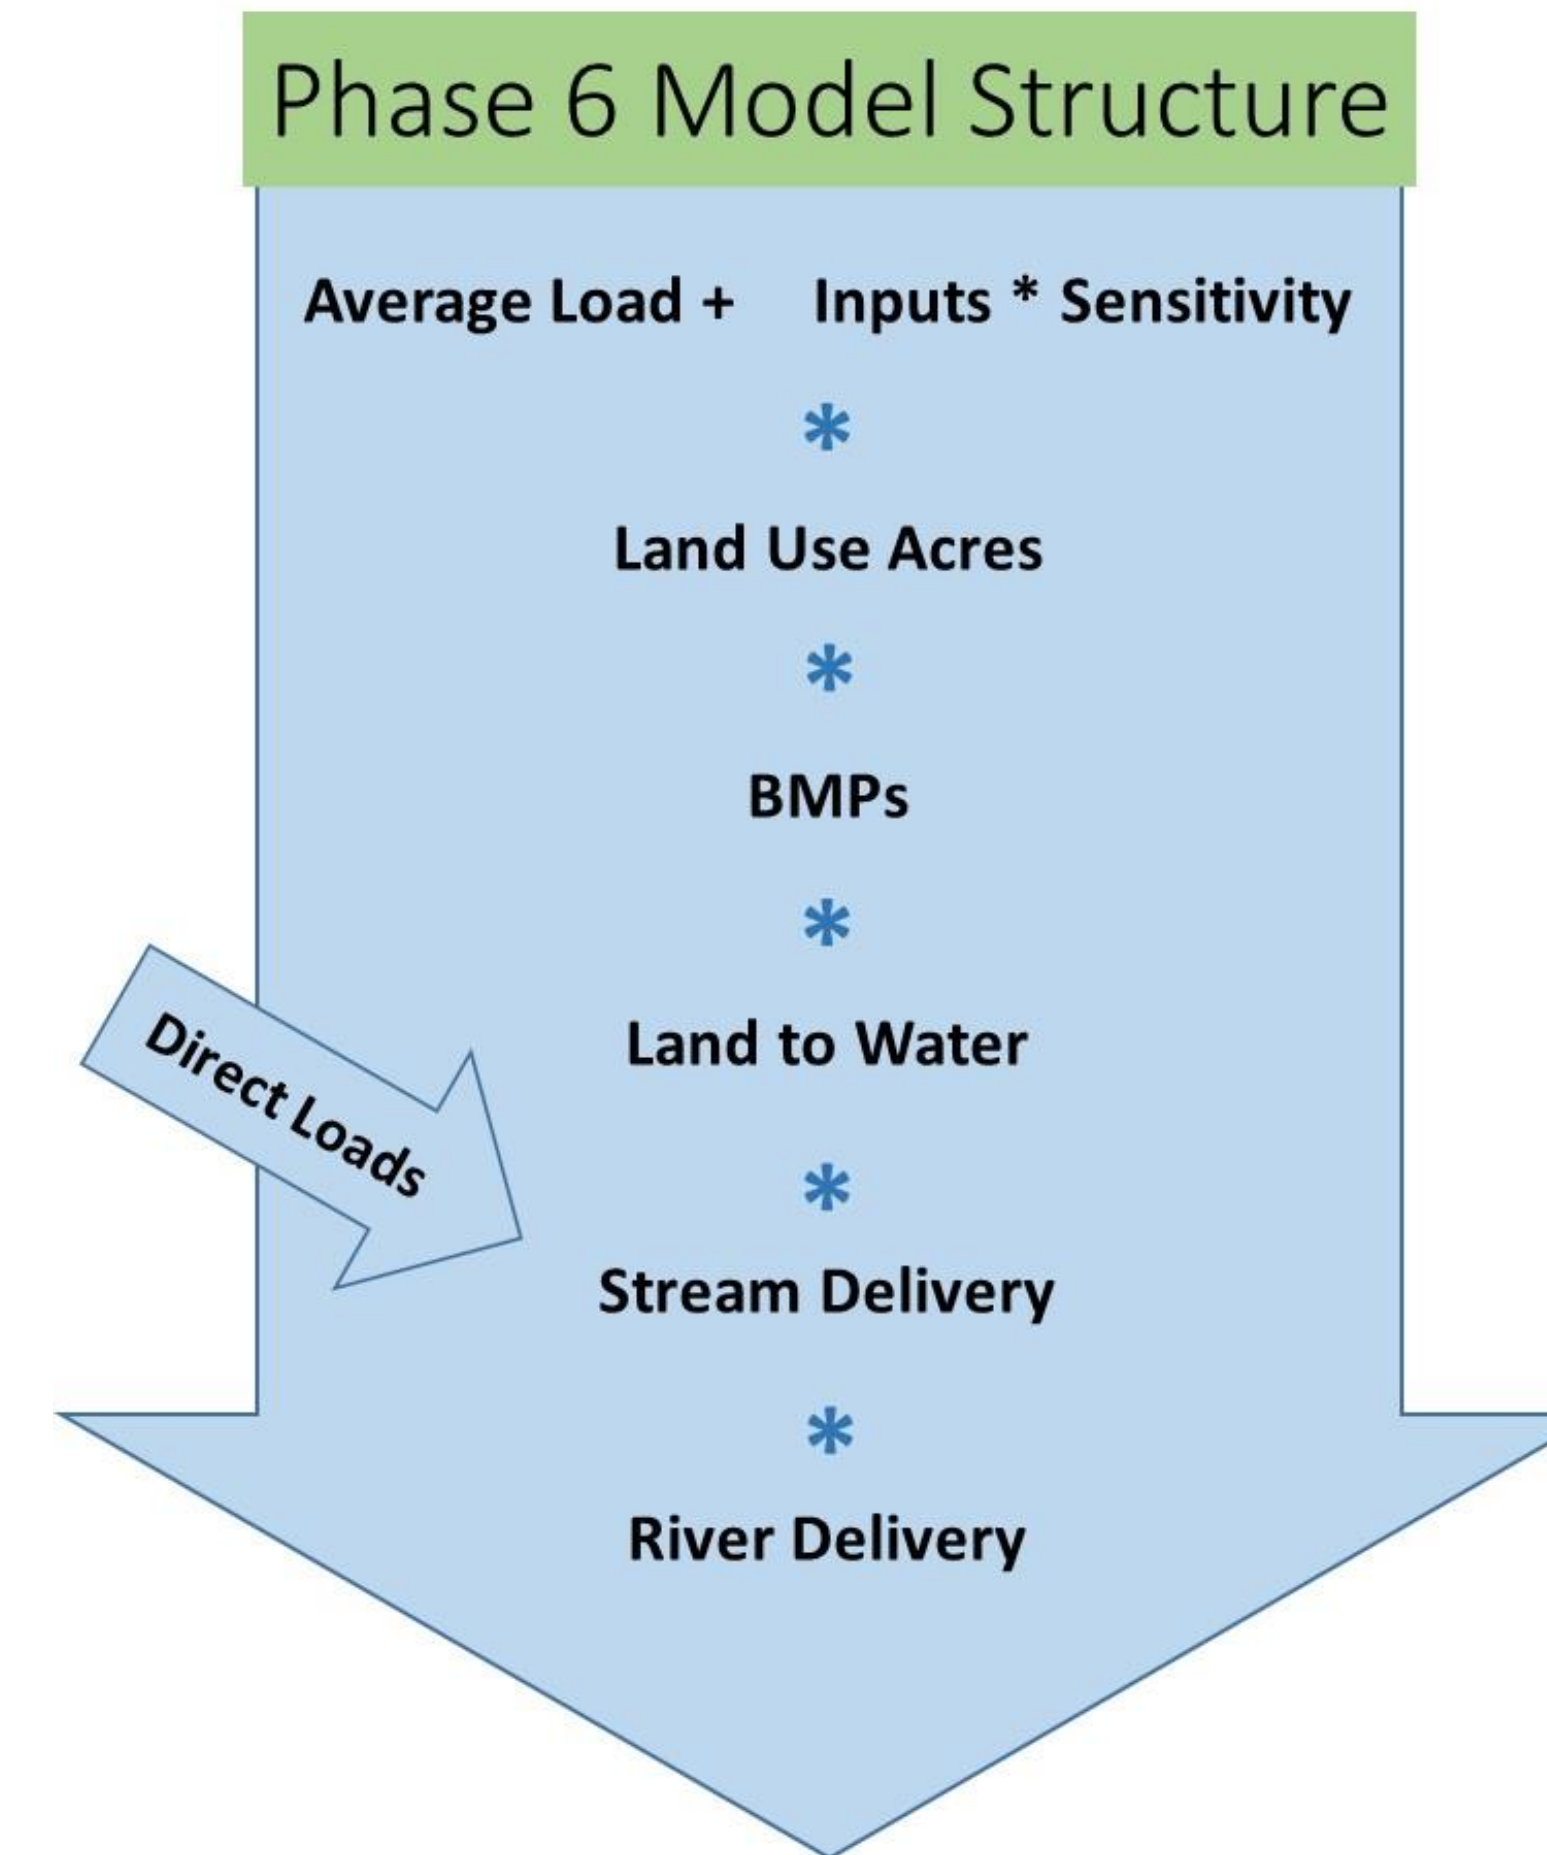 Phase 6 Model Structure
Average Load + Inputs * Sensitivity
*
Land Use Acres
*
BMPs
*
Land to Water
Direct Loads
*
Stream Delivery
*
River Delivery